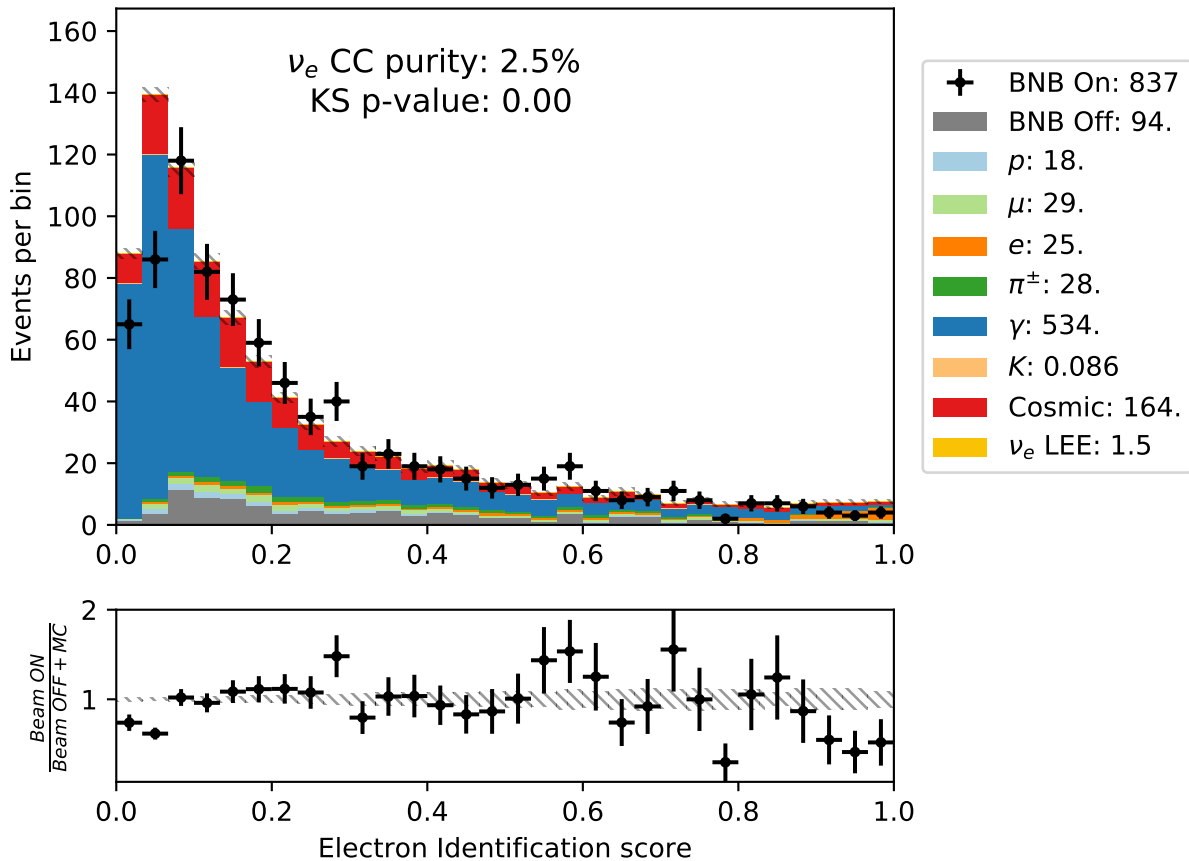 ν_e CC purity: 2.5%
KS p-value: 0.00
Events per bin
160
140
120
100
80
60
40
20
0
0.0 0.2 0.4 0.6 0.8 1.0
BNB On: 837
BNB Off: 94.
p: 18.
μ: 29.
e: 25.
π±: 28.
γ: 534.
K: 0.086
Cosmic: 164.
ν_e LEE: 1.5
Beam ON
Beam OFF + MC
2
1
0.0 0.2 0.4 0.6 0.8 1.0
Electron Identification score